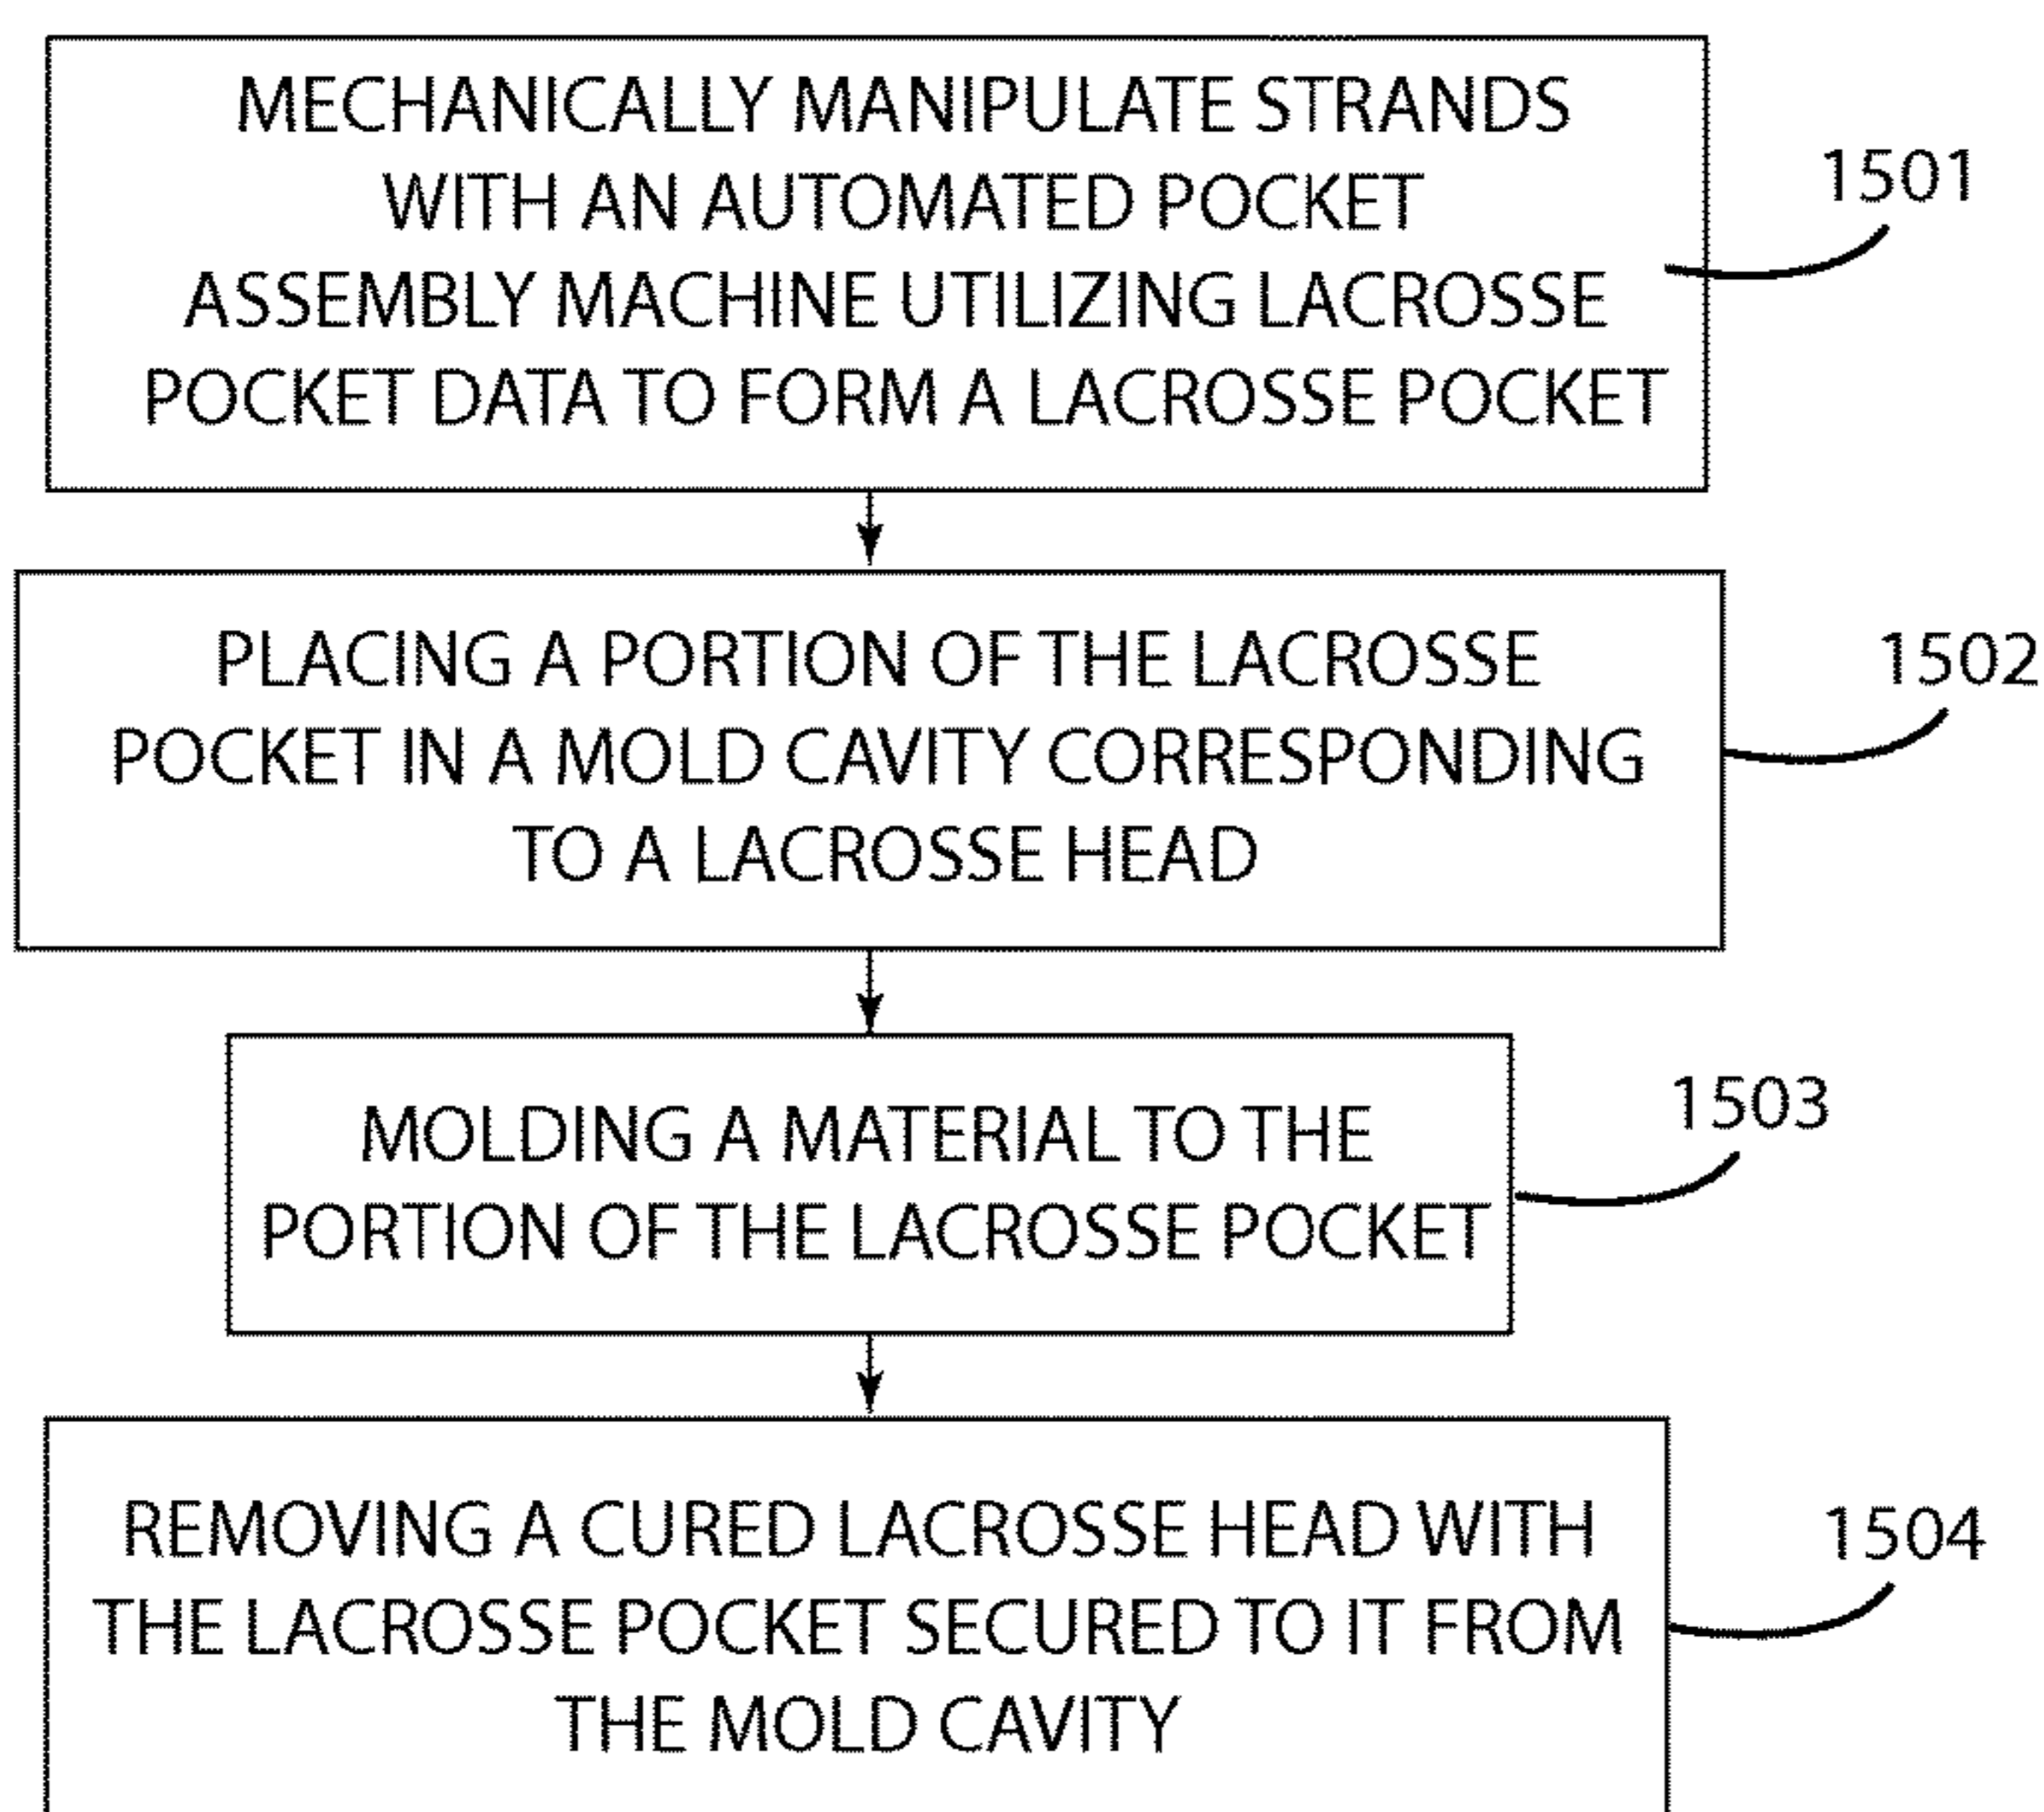 MECHANICALLY MANIPULATE STRANDS
WITH AN AUTOMATED POCKET
ASSEMBLY MACHINE UTILIZING LACROSSE
POCKET DATA TO FORM A LACROSSE POCKET
1501
PLACING A PORTION OF THE LACROSSE
POCKET IN A MOLD CAVITY CORRESPONDING
TO A LACROSSE HEAD
1502
MOLDING A MATERIAL TO THE
PORTION OF THE LACROSSE POCKET
1503
REMOVING A CURED LACROSSE HEAD WITH
THE LACROSSE POCKET SECURED TO IT FROM
THE MOLD CAVITY
1504